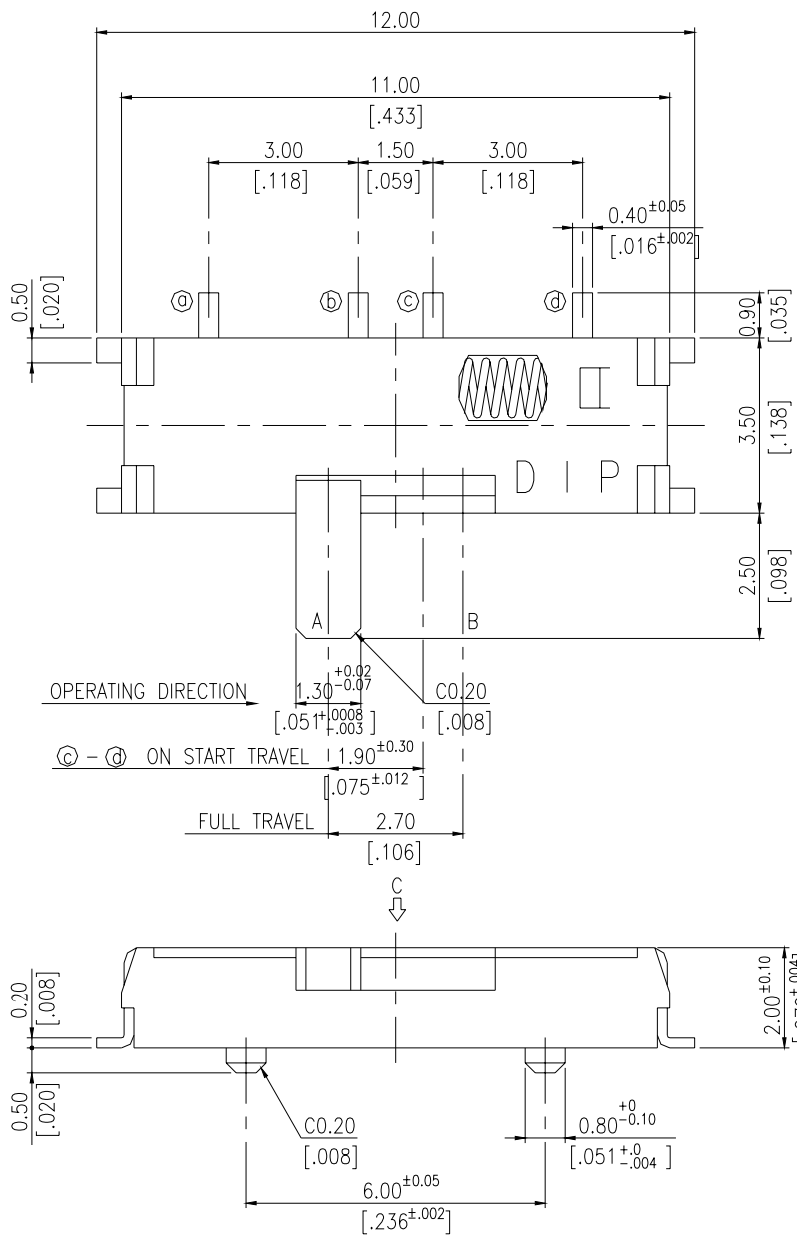 12.00
11.00
[.433]
3.00 1.50 3.00
[.118] [.059] [.118]
0.40±0.05
[.016±.002]
0.50
[.020]
ⓐ ⓑ ⓒ ⓓ
0.90
[.035]
3.50
[.138]
DIP
2.50
[.098]
A B
OPERATING DIRECTION
1.30+0.02-0.07
[.051+.0008-.003]
C0.20
[.008]
ⓒ - ⓓ ON START TRAVEL 1.90±0.30
[.075±.012]
FULL TRAVEL 2.70
[.106]
C
0.20
[.008]
2.00±0.10
0.50
[.020]
C0.20
[.008]
0.80+0-0.10
[.051+.0-.004]
6.00±0.05
[.236±.002]